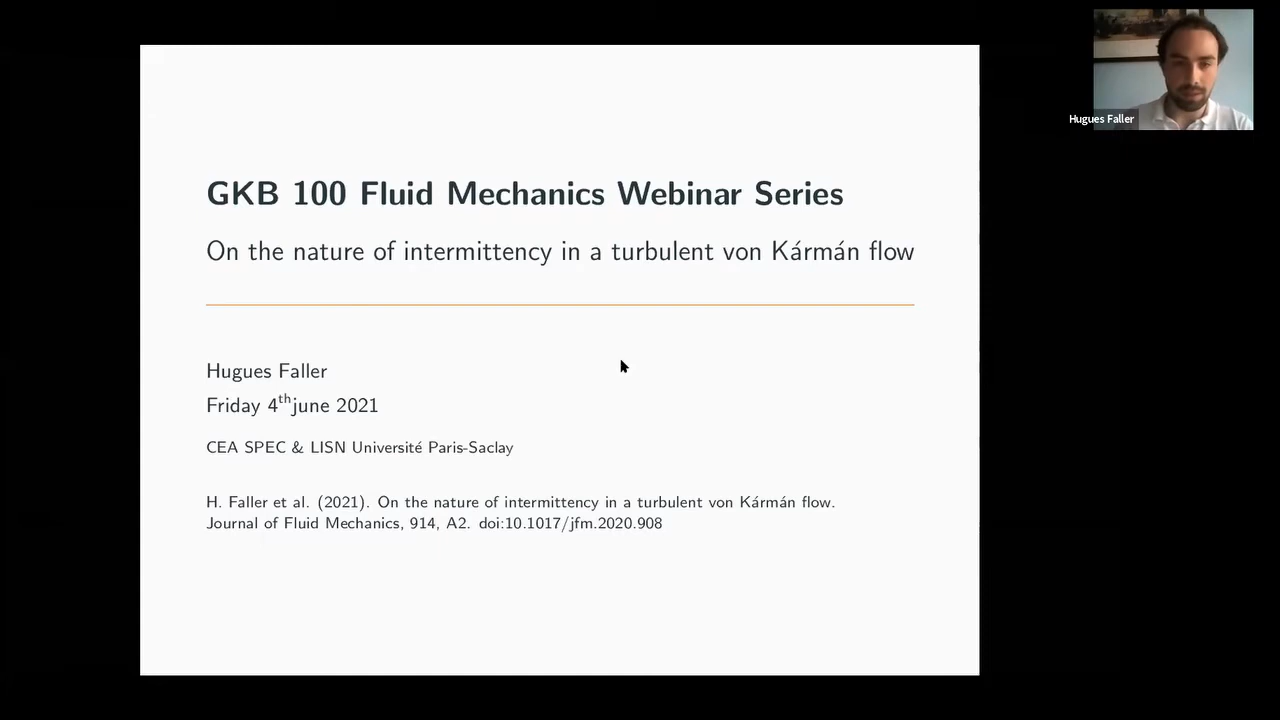 GKB 100 Fluid Mechanics Webinar Series
On the nature of intermittency in a turbulent von Kármán flow
Hugues Faller
Friday 4thjune 2021
CEA SPEC & LISN Université Paris-Saclay
H. Faller et al. (2021). On the nature of intermittency in a turbulent von Kármán flow.
Journal of Fluid Mechanics, 914, A2. doi:10.1017/jfm.2020.908
Hugues Faller